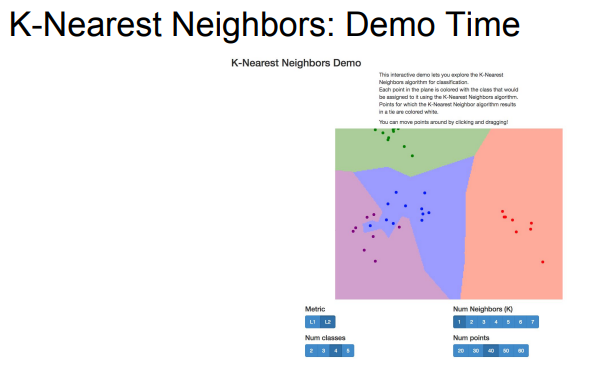 K-Nearest Neighbors: Demo Time
K-Nearest Neighbors Demo
This interactive demo lets you explore the K-Nearest
Neighbors algorithm for classification.
Each point in the plane is colored with the class that would
be assigned to it using the K-Nearest Neighbors algorithm.
Points for which the K-Nearest Neighbor algorithm results
in a tie are colored white.
You can move points around by clicking and dragging!
Metric
L1 L2
Num Neighbors (K)
1 2 3 4 5 6 7
Num classes
2 3 4 5
Num points
20 30 40 50 60